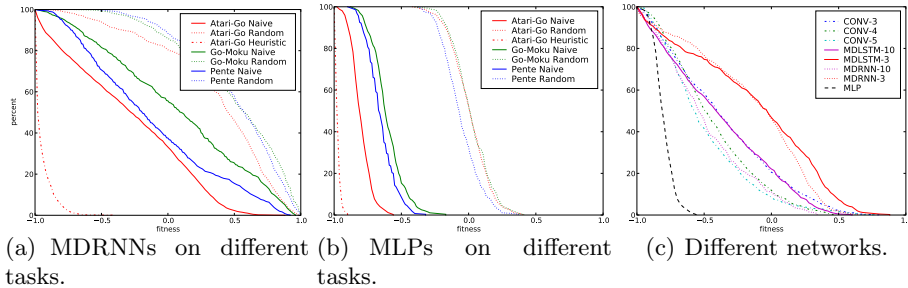 100
80
60
40
20
0
percent
-1.0
-0.5
0.0
0.5
1.0
fitness
Atari-Go Naive
Atari-Go Random
Atari-Go Heuristic
Go-Moku Naive
Go-Moku Random
Pente Naive
Pente Random
(a) MDRNNs on different
tasks.
100
80
60
40
20
0
-1.0
-0.5
0.0
0.5
1.0
fitness
Atari-Go Naive
Atari-Go Random
Atari-Go Heuristic
Go-Moku Naive
Go-Moku Random
Pente Naive
Pente Random
(b) MLPs on different
tasks.
100
80
60
40
20
0
-1.0
-0.5
0.0
0.5
1.0
fitness
CONV-3
CONV-4
CONV-5
MDLSTM-10
MDLSTM-3
MDRNN-10
MDRNN-3
MLP
(c) Different networks.